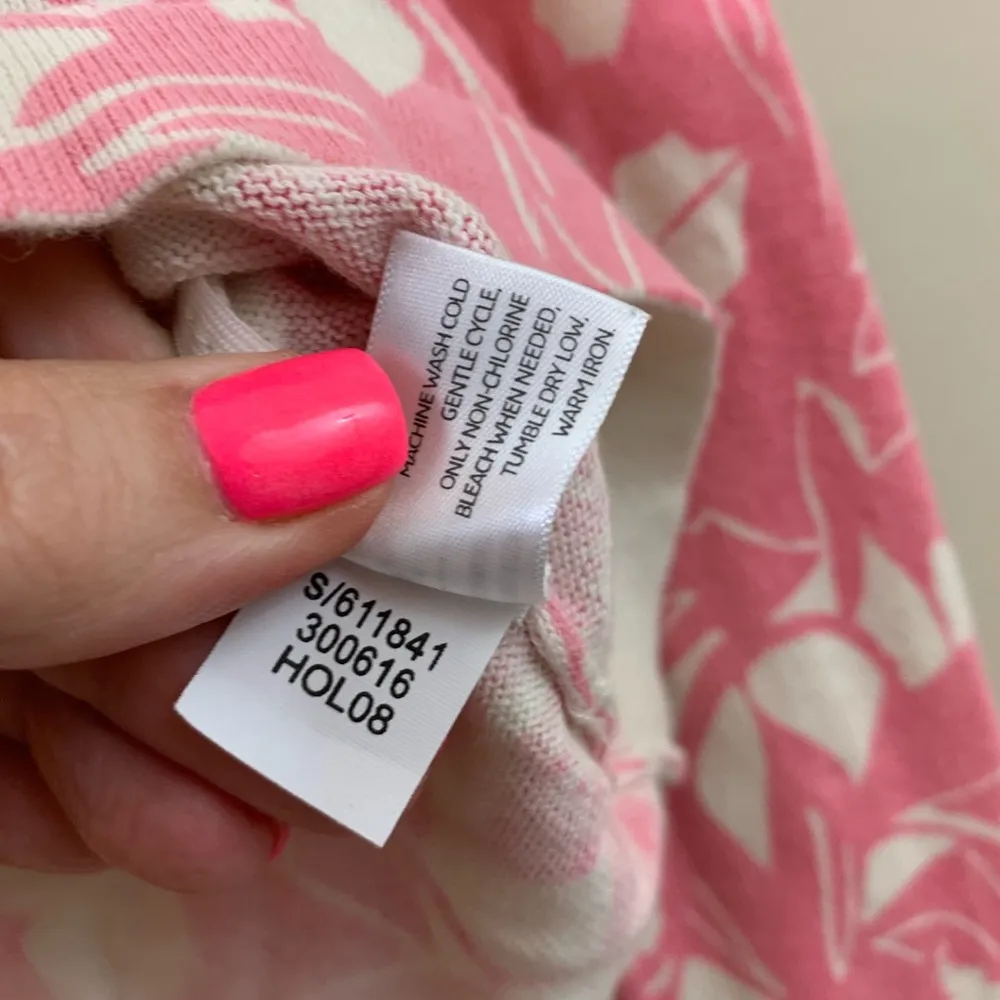 MACHINE WASH COLD
GENTLE CYCLE,
ONLY NON-CHLORINE
BLEACH WHEN NEEDED,
TUMBLE DRY LOW,
WARM IRON.
S/611841
300616
HOL08